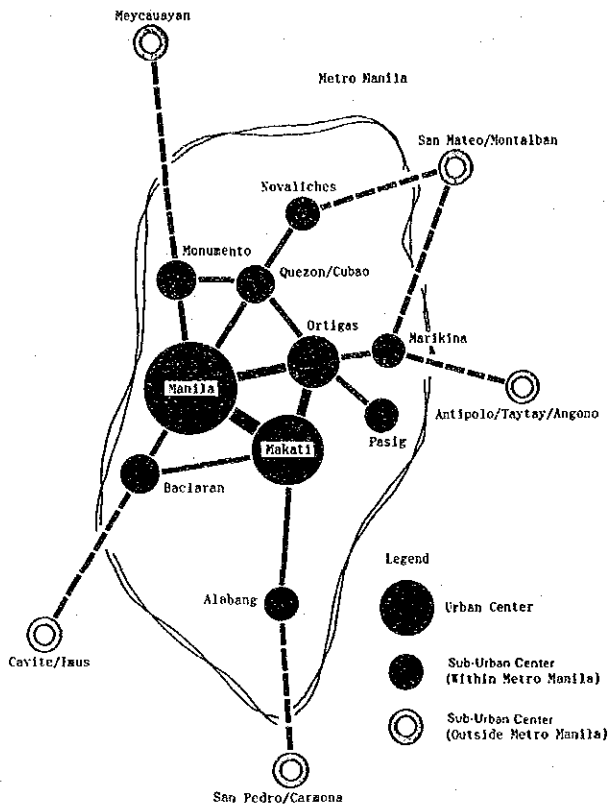 Meycauayan
Metro Manila
San Mateo/Montalban
Novaliches
Monumento
Quezon/Cubao
Ortigas
Marikina
Manila
Antipolo/Taytay/Angono
Pasig
Makati
Baclaran
Legend
Alabang
Urban Center
Cavite/Imus
Sub-Urban Center
(Within Metro Manila)
Sub-Urban Center
(Outside Metro Manila)
San Pedro/Carmona